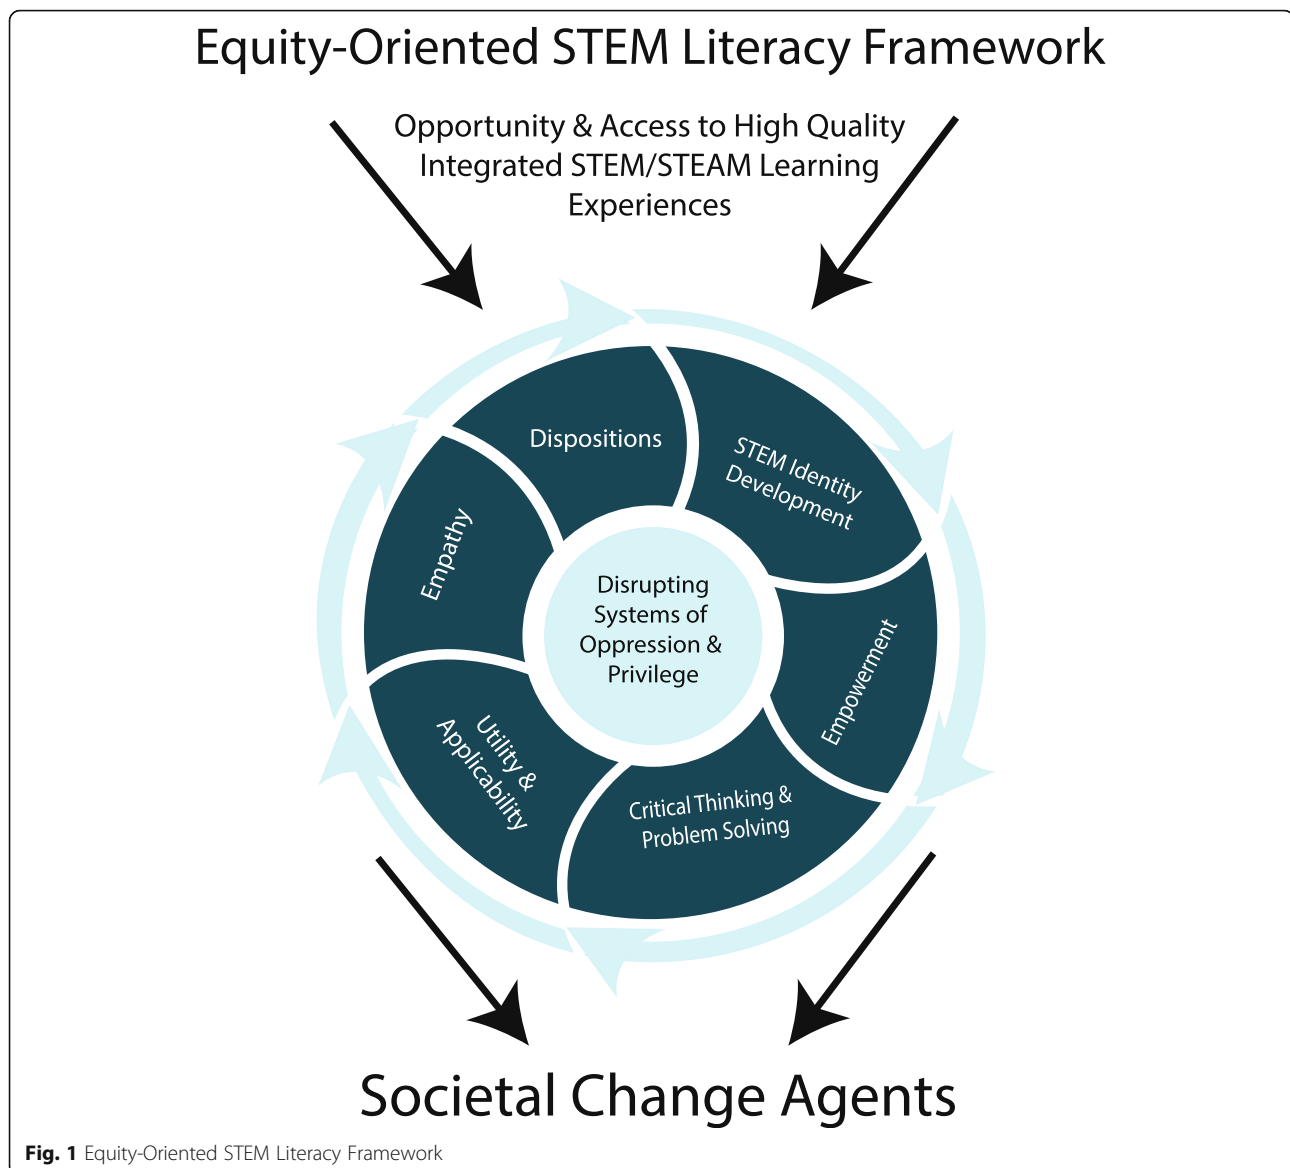 Equity-Oriented STEM Literacy Framework
Opportunity & Access to High Quality
Integrated STEM/STEAM Learning
Experiences
Dispositions
STEM Identity
Development
Empathy
Disrupting
Systems of
Oppression &
Privilege
Empowerment
Utility &
Applicability
Critical Thinking &
Problem Solving
Societal Change Agents
Fig. 1 Equity-Oriented STEM Literacy Framework